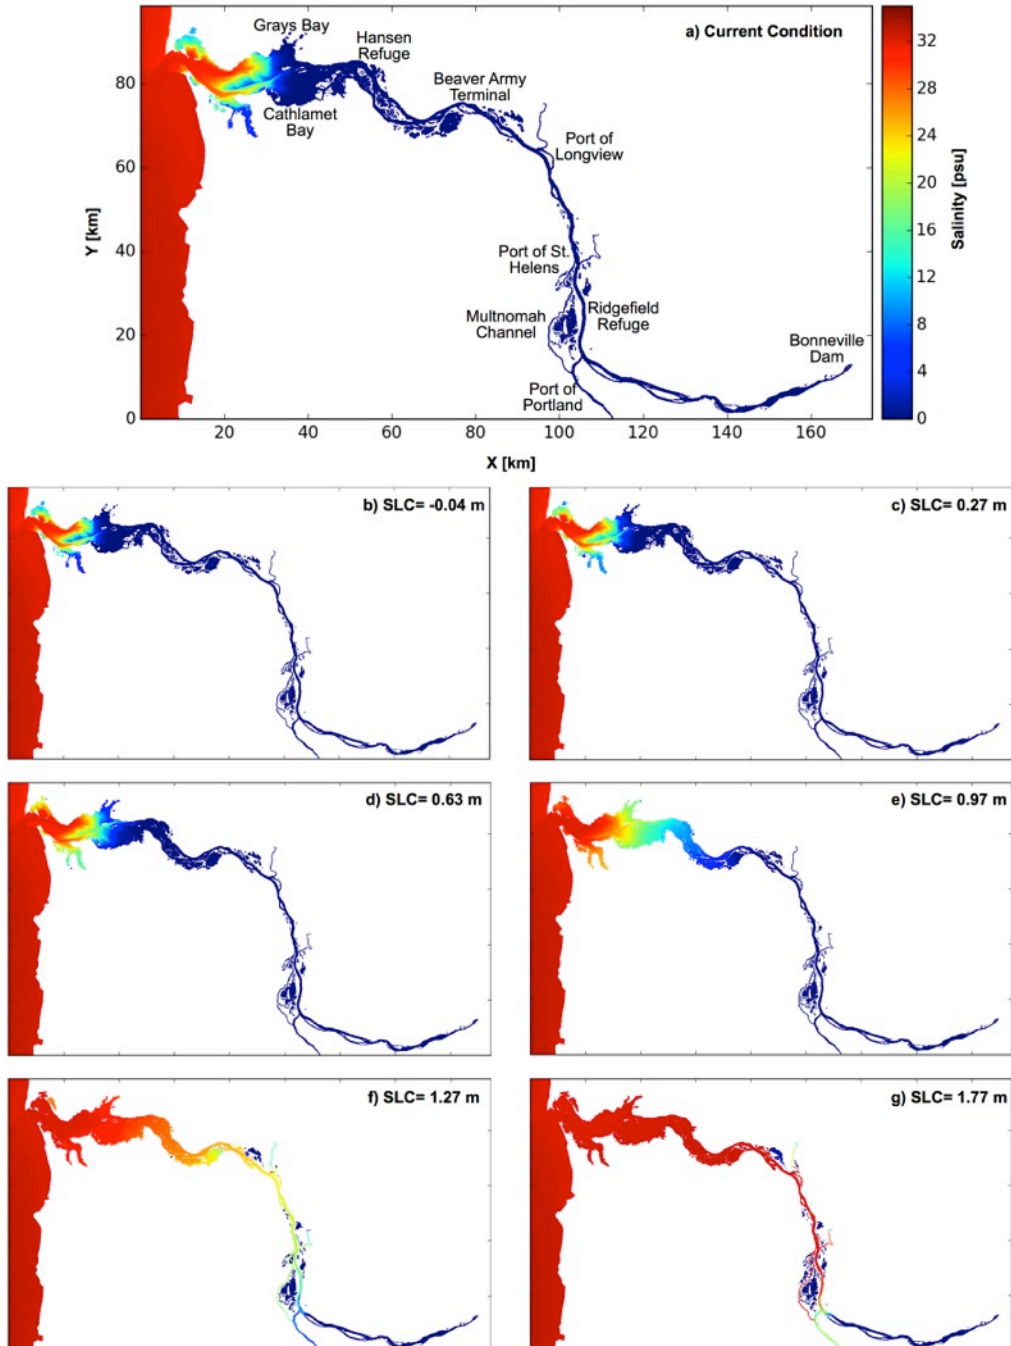 Grays Bay
Hansen
Refuge
a) Current Condition
Beaver Army
Terminal
Cathlamet
Bay
Port of
Longview
Port of St.
Helens
Multnomah
Channel
Ridgefield
Refuge
Bonneville
Dam
Port of
Portland
80
60
40
20
0
Y [km]
20
40
60
80
100
120
140
160
X [km]
32
28
24
20
16
12
8
4
0
Salinity [psu]
b) SLC= -0.04 m
c) SLC= 0.27 m
d) SLC= 0.63 m
e) SLC= 0.97 m
f) SLC= 1.27 m
g) SLC= 1.77 m